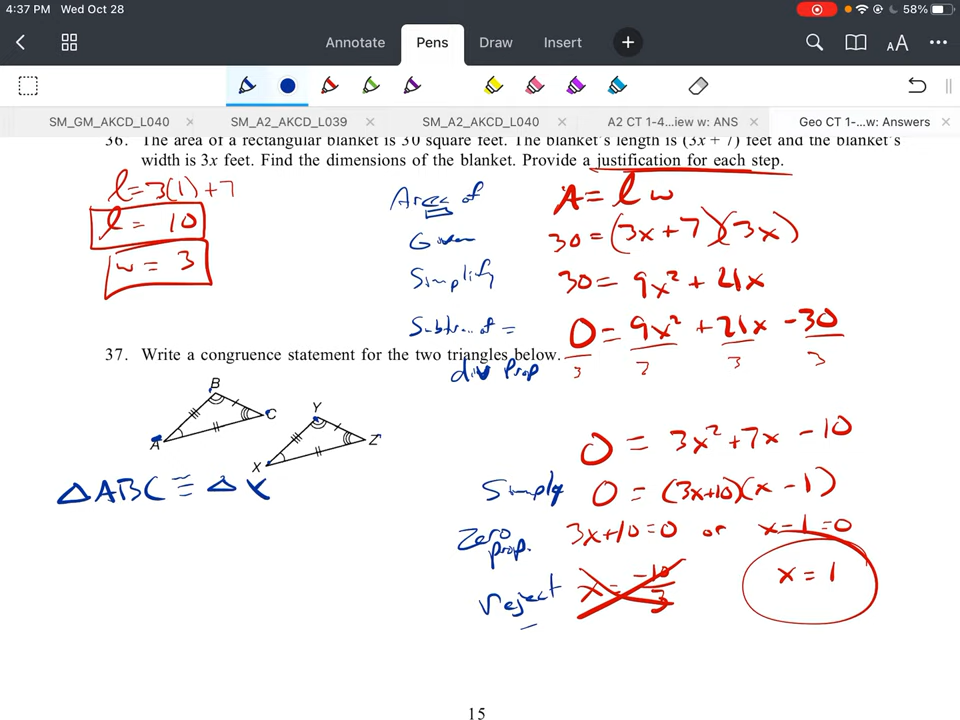 4:37 PM Wed Oct 28
58%
Annotate Pens Draw Insert +
AA
SM_GM_AKCD_L040 × SM_A2_AKCD_L039 × SM_A2_AKCD_L040 × A2 CT 1-4...iew w: ANS × Geo CT 1-...w: Answers
36. The area of a rectangular blanket is 30 square feet. The blanket's length is (3x + 7) feet and the blanket's
width is 3x feet. Find the dimensions of the blanket. Provide a justification for each step.
l = 3(1) + 7
l = 10
w = 3
Area of A = l w
Given 30 = (3x + 7)(3x)
Simplify 30 = 9x² + 21x
Subtr... of = 0 = 9x² + 21x - 30
div prop 3 3 3 3
37. Write a congruence statement for the two triangles below.
B
A
C
Y
X
Z
△ABC ≅ △X
0 = 3x² + 7x - 10
Simply 0 = (3x+10)(x - 1)
Zero prop. 3x+10=0 or x-1=0
reject x = -10/3 x = 1
15